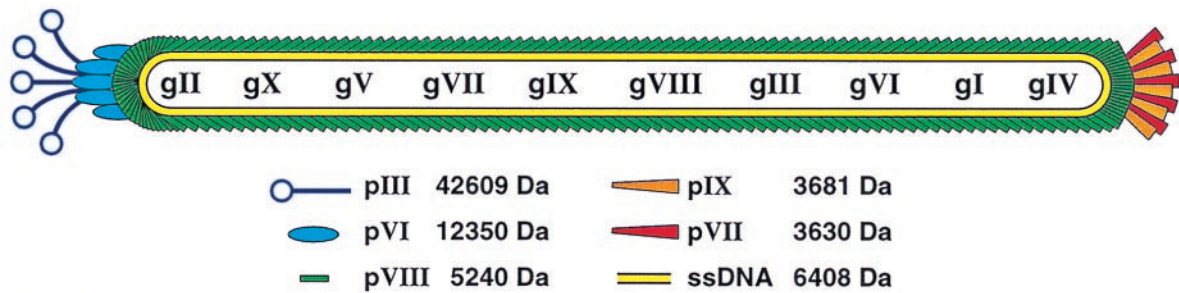 gII gX gV gVII gIX gVIII gIII gVI gI gIV
pIII 42609 Da pIX 3681 Da
pVI 12350 Da pVII 3630 Da
pVIII 5240 Da ssDNA 6408 Da